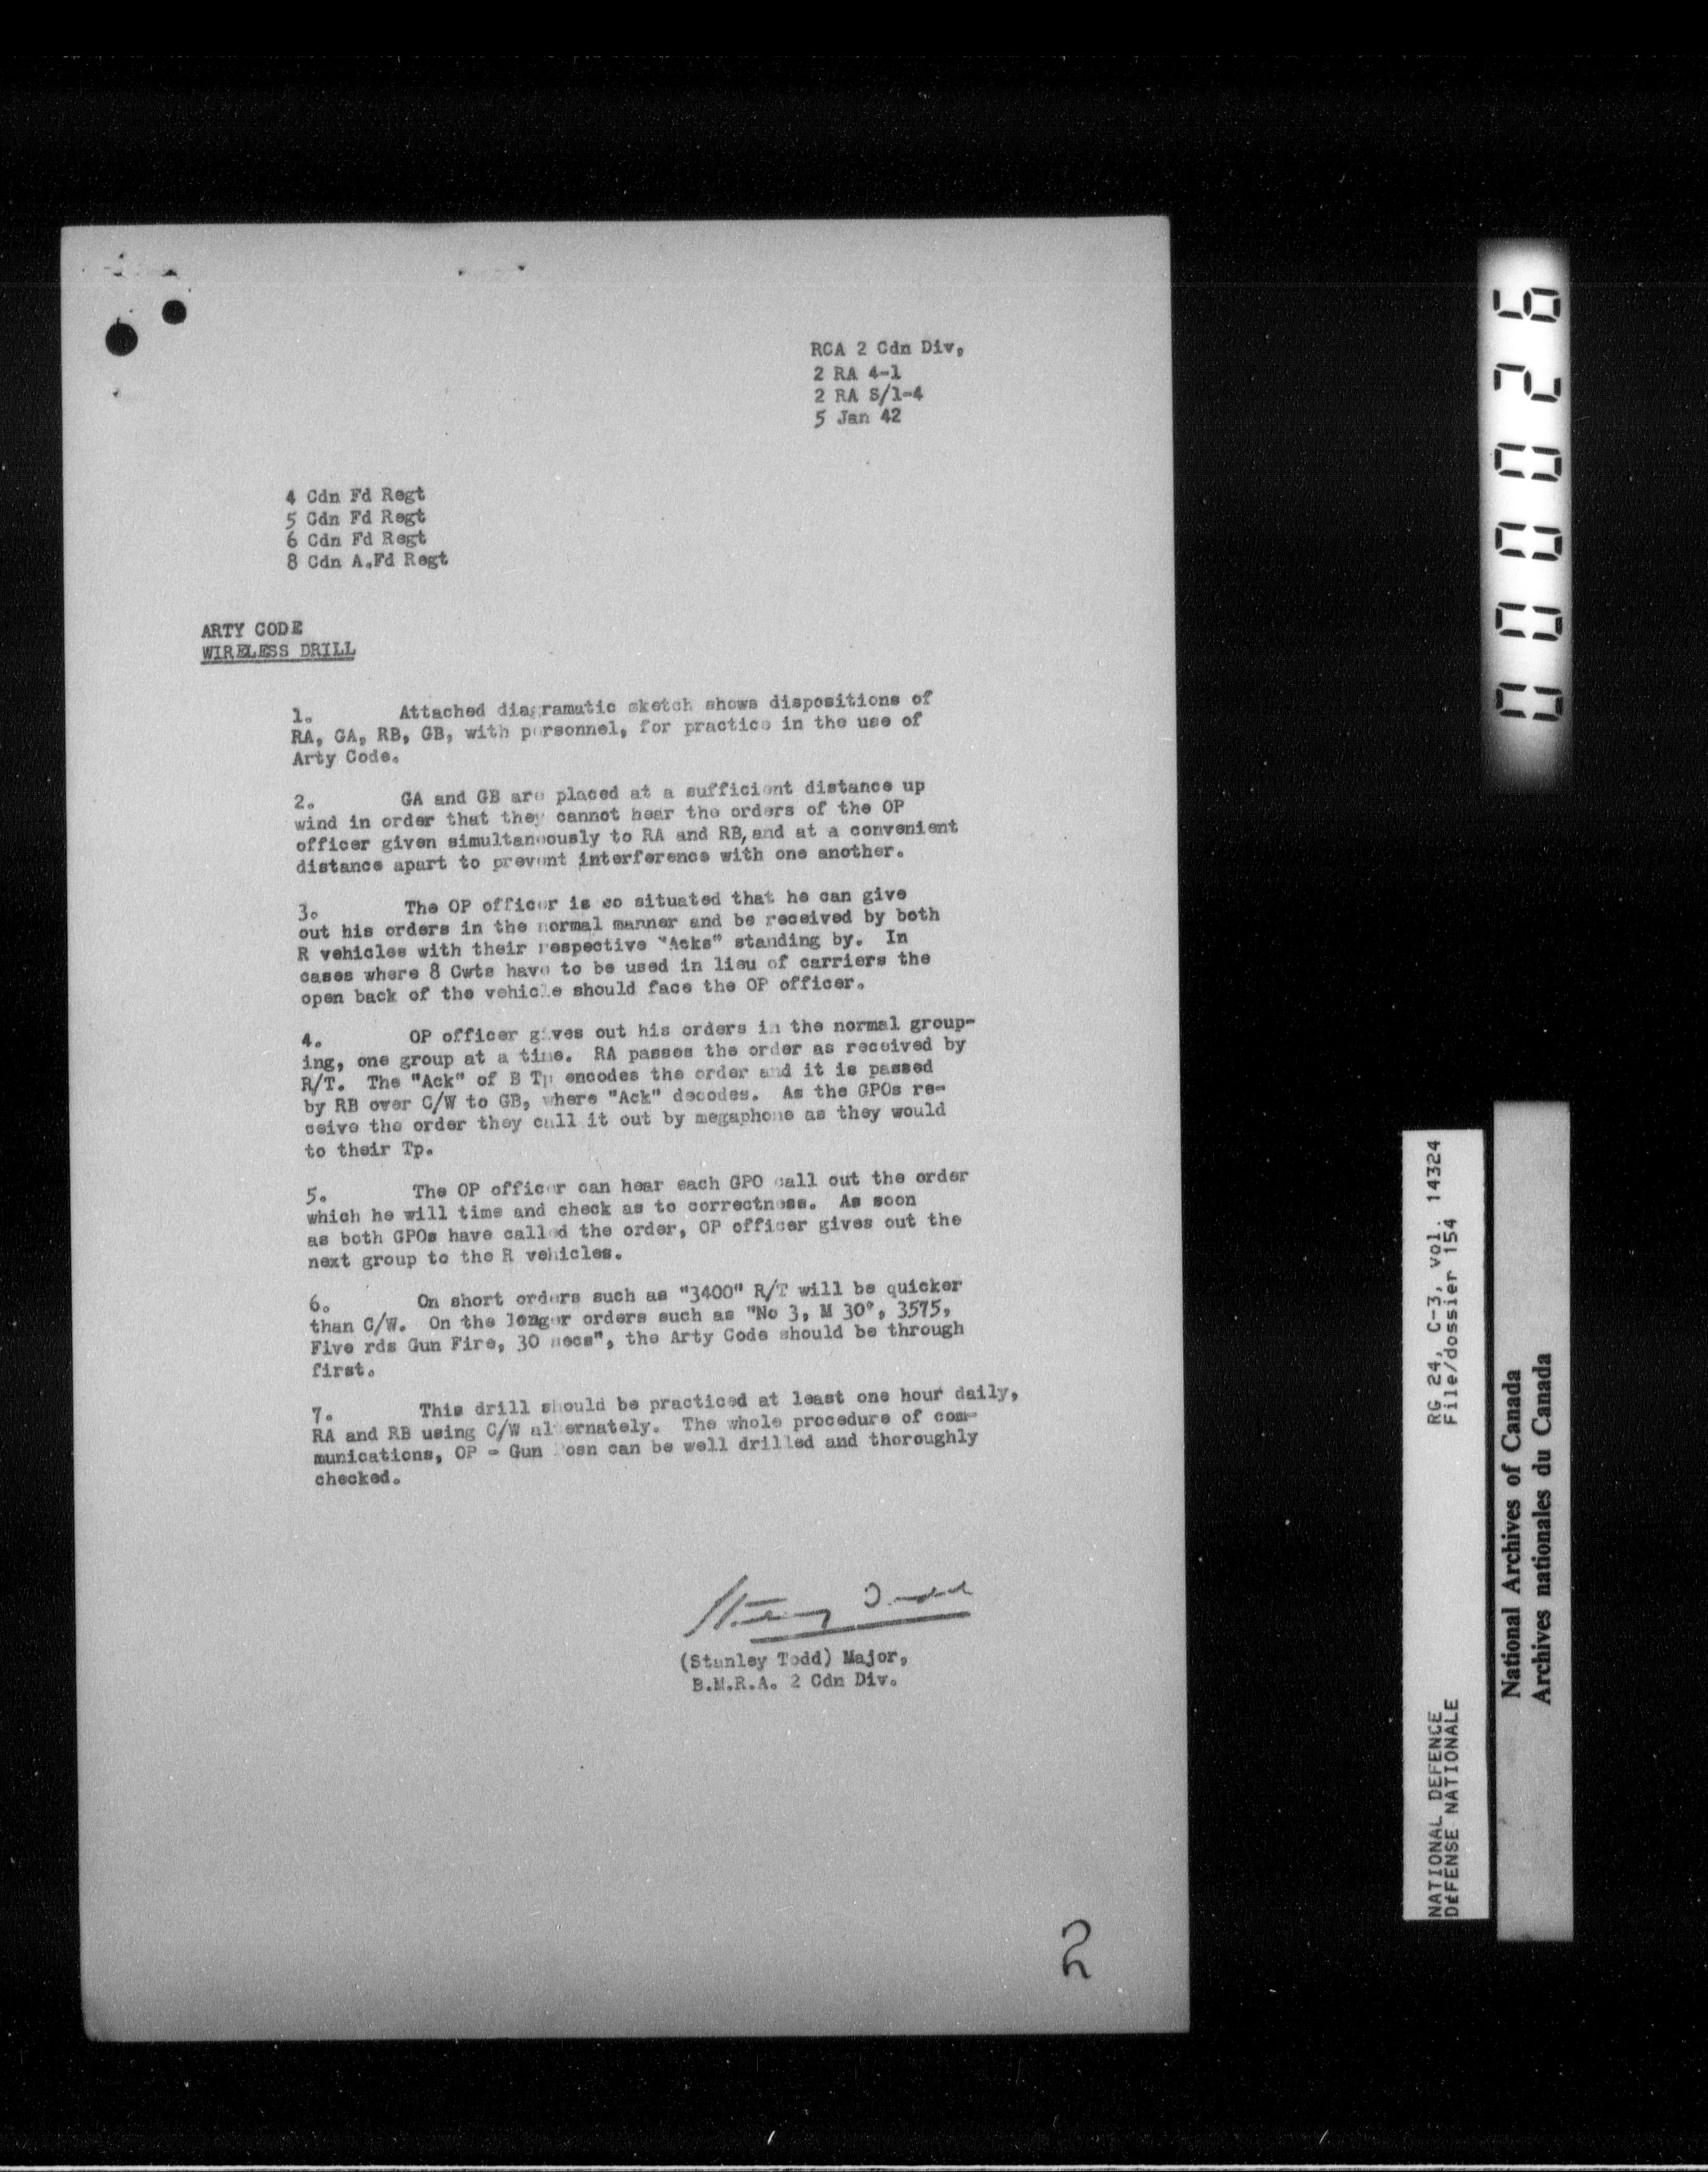 RCA 2 Cdn Div,
2 RA 4-1
2 RA S/1-4
5 Jan 42
4 Cdn Fd Regt
5 Cdn Fd Regt
6 Cdn Fd Regt
8 Cdn A.Fd Regt
ARTY CODE
WIRELESS DRILL
1. Attached diagramatic sketch shows dispositions of
RA, GA, RB, GB, with personnel, for practice in the use of
Arty Code.
2. GA and GB are placed at a sufficient distance up
wind in order that they cannot hear the orders of the OP
officer given simultaneously to RA and RB, and at a convenient
distance apart to prevent interference with one another.
3. The OP officer is so situated that he can give
out his orders in the normal manner and be received by both
R vehicles with their respective "Acks" standing by. In
cases where 8 Cwts have to be used in lieu of carriers the
open back of the vehicle should face the OP officer.
4. OP officer gives out his orders in the normal group-
ing, one group at a time. RA passes the order as received by
R/T. The "Ack" of B Tp encodes the order and it is passed
by RB over C/W to GB, where "Ack" decodes. As the GPOs re-
ceive the order they call it out by megaphone as they would
to their Tp.
5. The OP officer can hear each GPO call out the order
which he will time and check as to correctness. As soon
as both GPOs have called the order, OP officer gives out the
next group to the R vehicles.
6. On short orders such as "3400" R/T will be quicker
than C/W. On the longer orders such as "No 3, M 30°, 3575,
Five rds Gun Fire, 30 secs", the Arty Code should be through
first.
7. This drill should be practiced at least one hour daily,
RA and RB using C/W alternately. The whole procedure of com-
munications, OP - Gun Posn can be well drilled and thoroughly
checked.
Stanley Todd
(Stanley Todd) Major,
B.M.R.A. 2 Cdn Div.
2
000026
NATIONAL DEFENCE RG 24, C-3, vol. 14324
DÉFENSE NATIONALE File/dossier 154
National Archives of Canada
Archives nationales du Canada